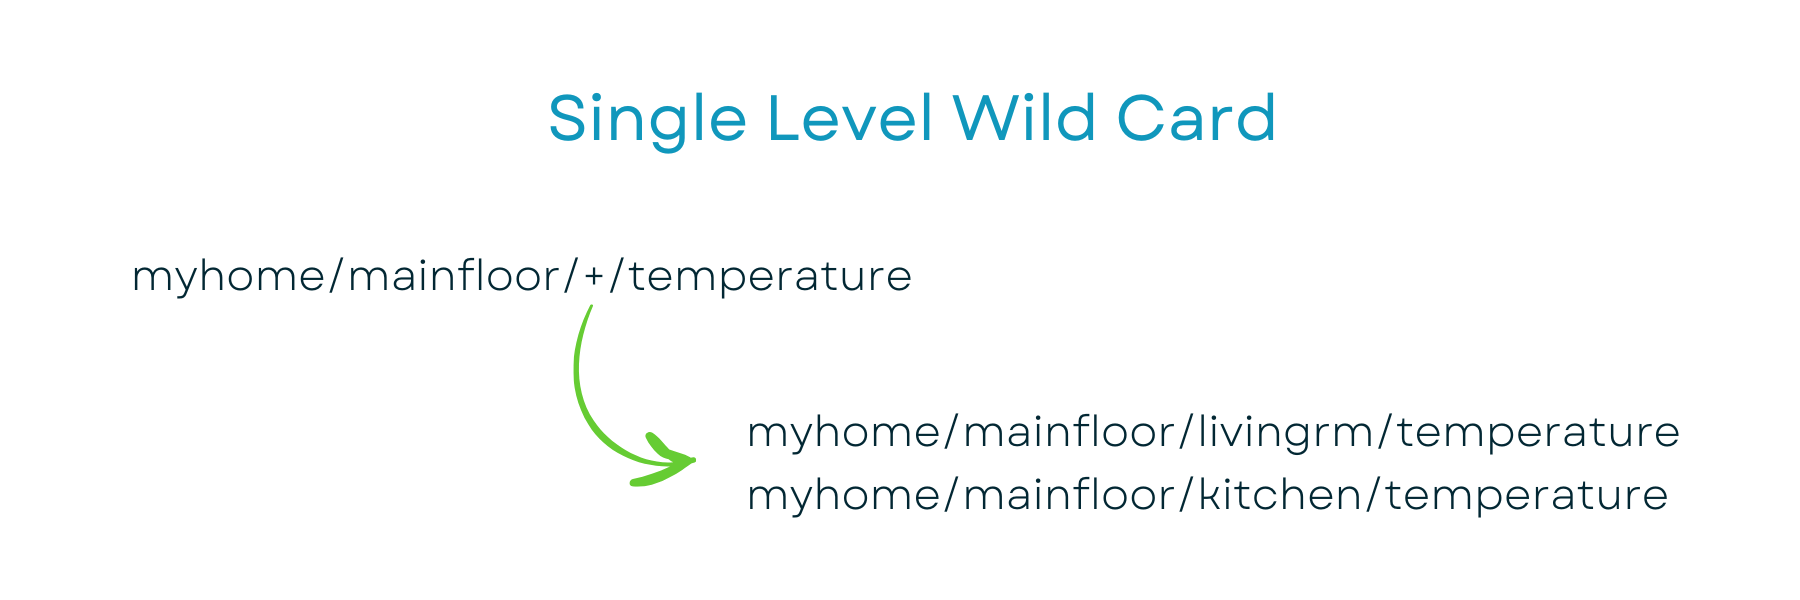 Single Level Wild Card
myhome/mainfloor/+/temperature
myhome/mainfloor/livingrm/temperature
myhome/mainfloor/kitchen/temperature